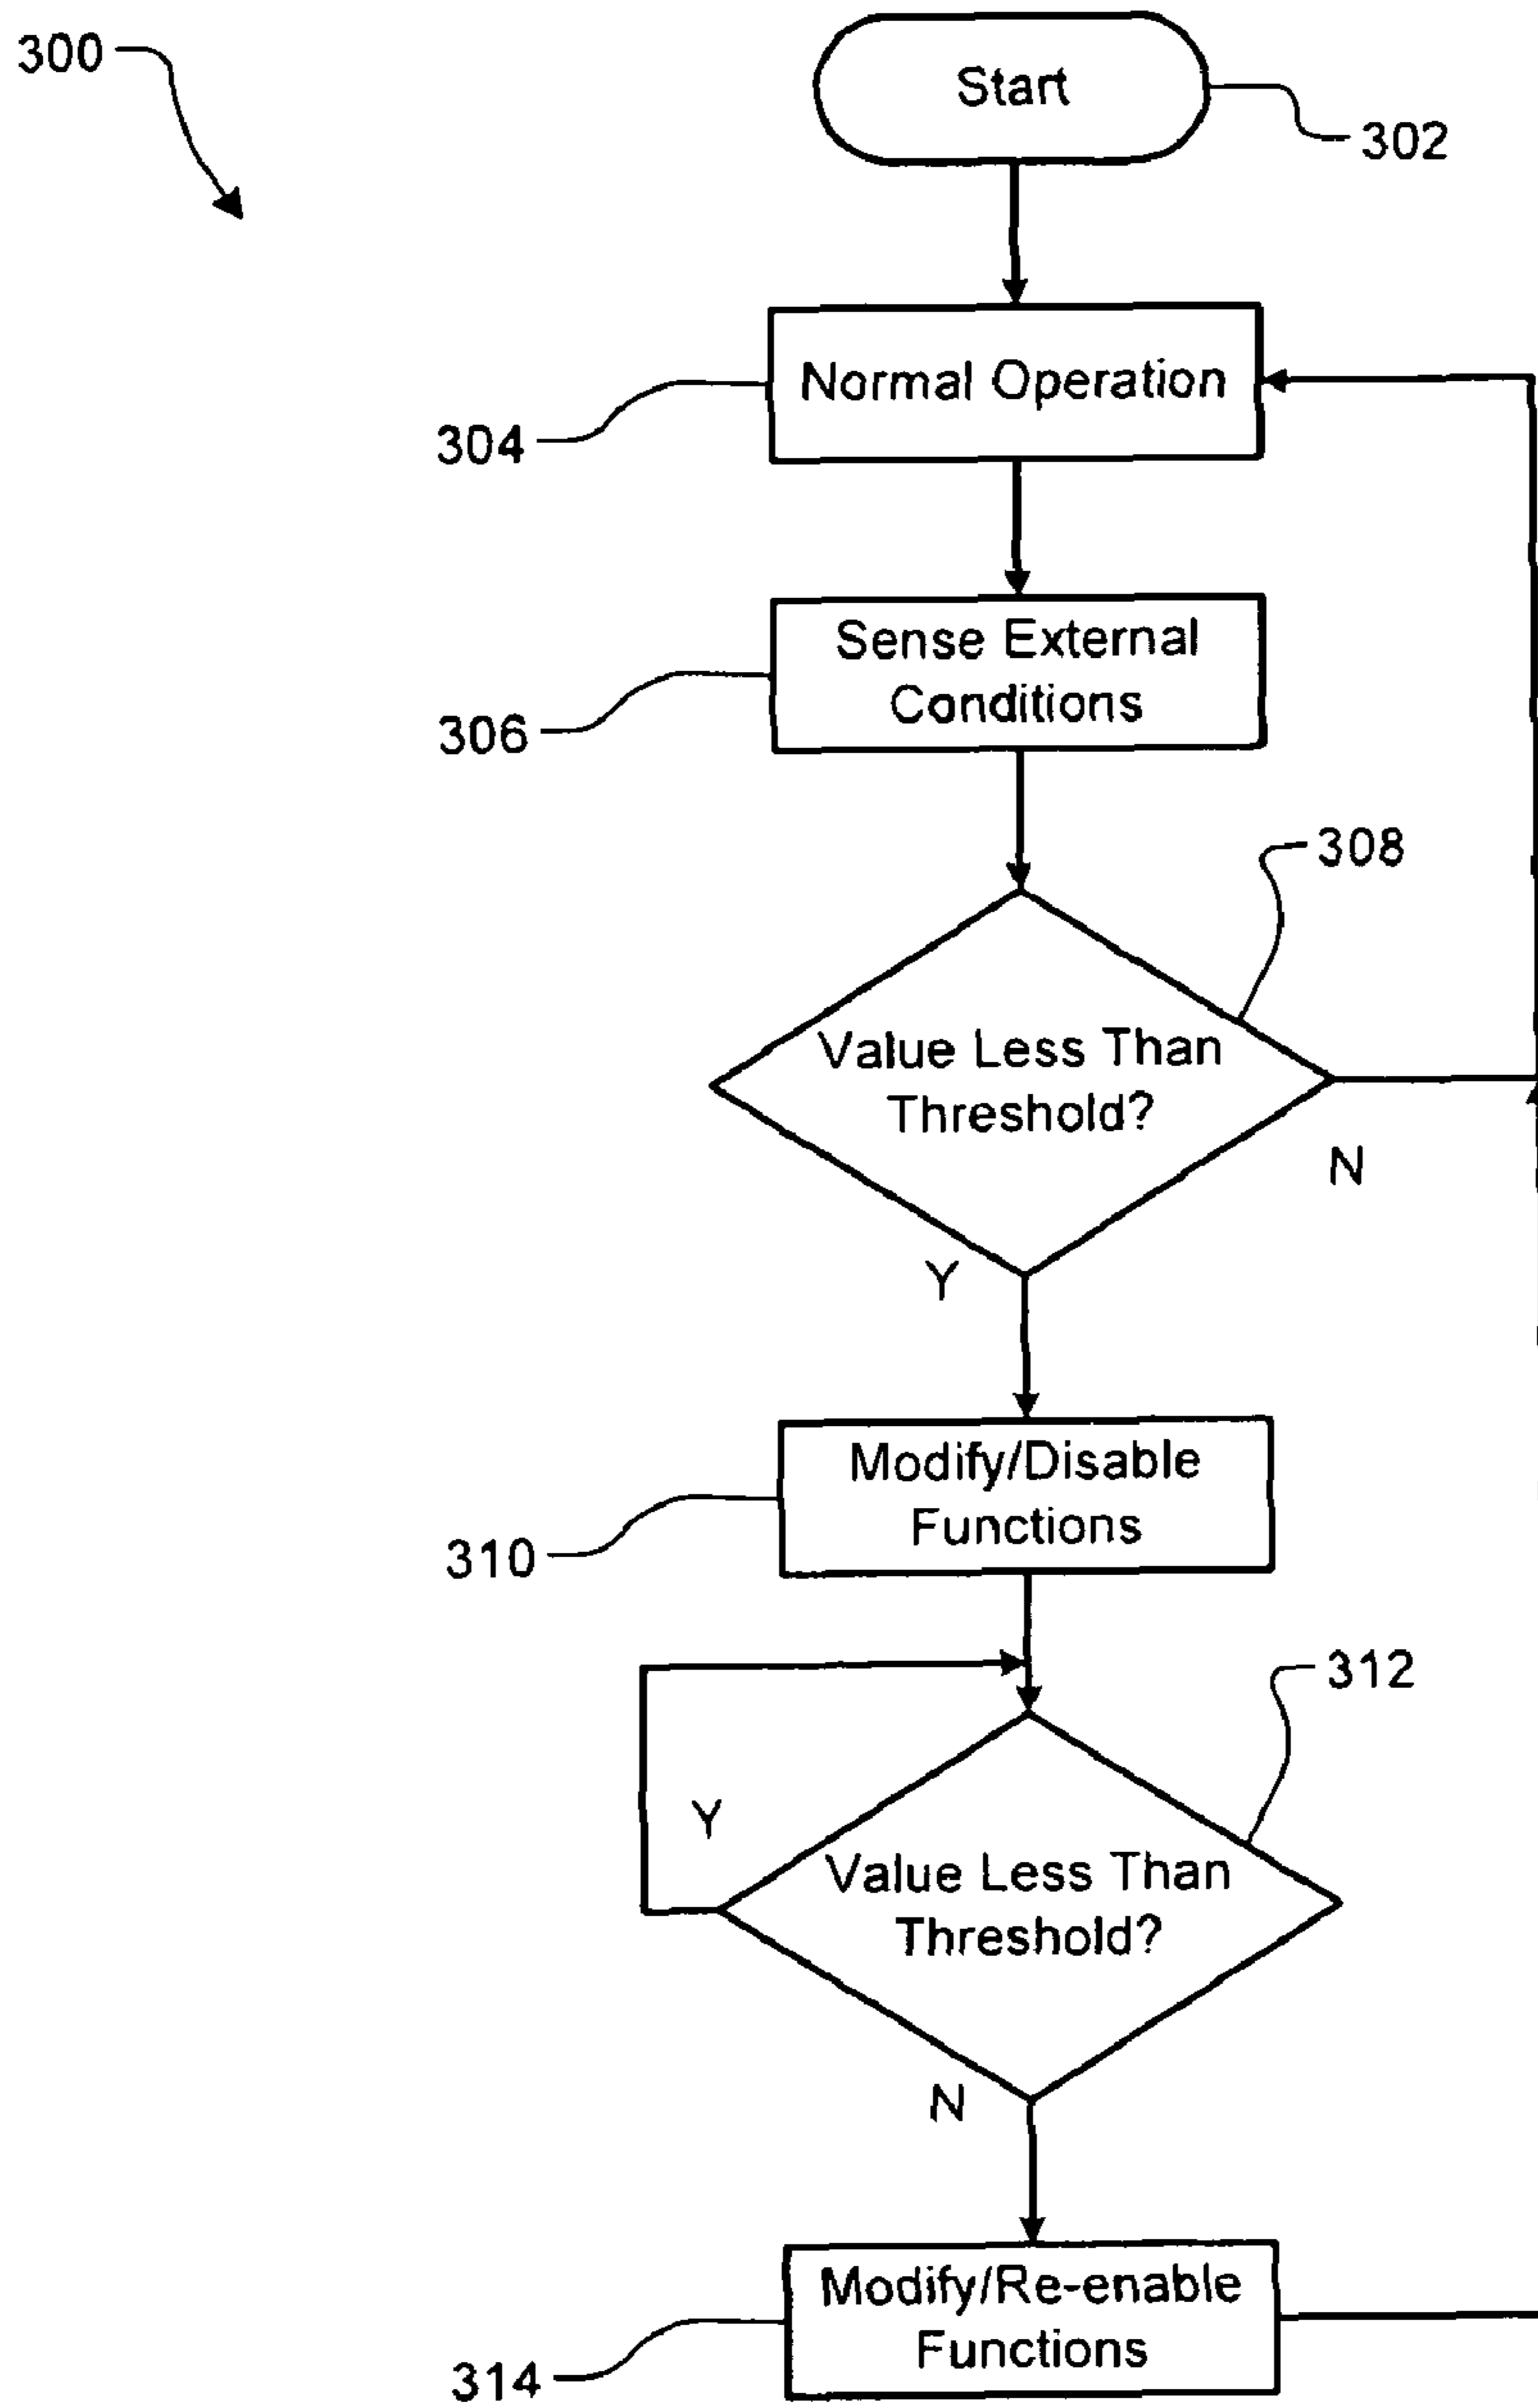 300
Start
302
Normal Operation
304
Sense External
Conditions
306
308
Value Less Than
Threshold?
N
Y
Modify/Disable
Functions
310
312
Y
Value Less Than
Threshold?
N
Modify/Re-enable
Functions
314